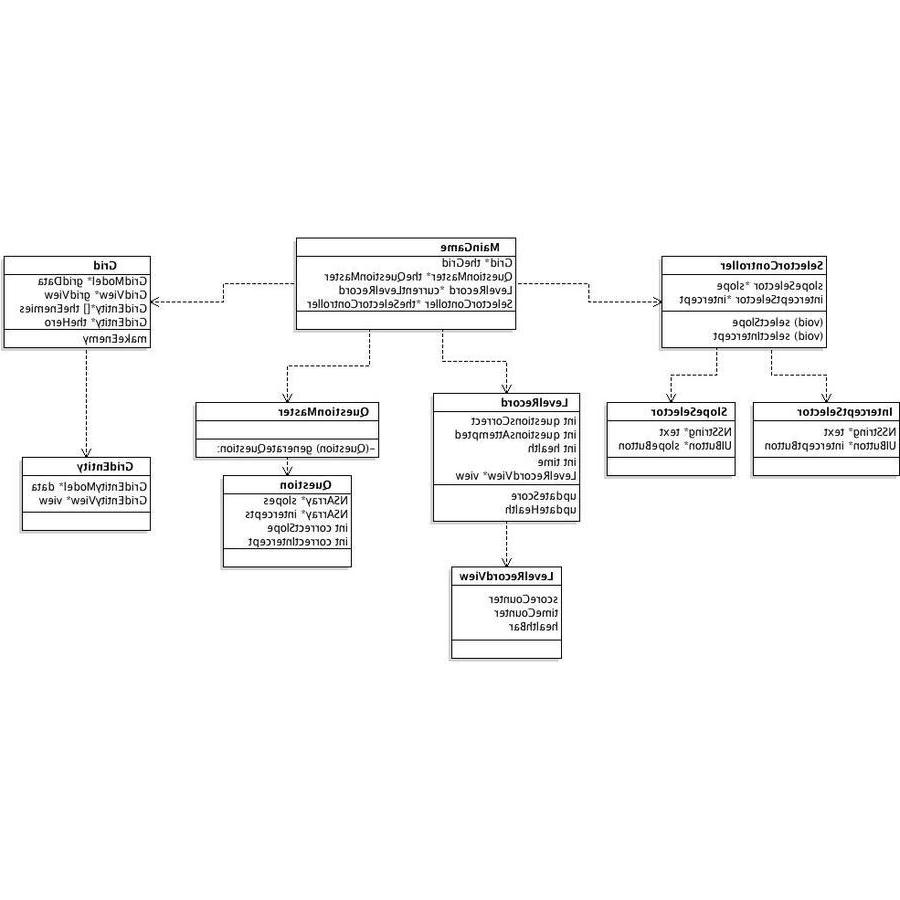 MainGame
Grid* theGrid
QuestionMaster* theQuestionMaster
LevelRecord *currentLevelRecord
SelectorController *theSelectorController
SelectorController
slopeSelector *slope
interceptSelector *intercept
(void) selectSlope
(void) selectIntercept
Grid
GridModel* gridData
GridView* gridView
GridEntity*[] theEnemies
GridEntity* theHero
makeEnemy
LevelRecord
int questionsCorrect
int questionsAttempted
int health
int time
LevelRecordView* view
updateScore
updateHealth
InterceptSelector
NSString* text
UIButton* interceptButton
SlopeSelector
NSString* text
UIButton* slopeButton
QuestionMaster
-(Question) generateQuestion:
GridEntity
GridEntityModel* data
GridEntityView* view
Question
NSArray* slopes
NSArray* intercepts
int correctSlope
int correctIntercept
LevelRecordView
scoreCounter
timeCounter
healthBar